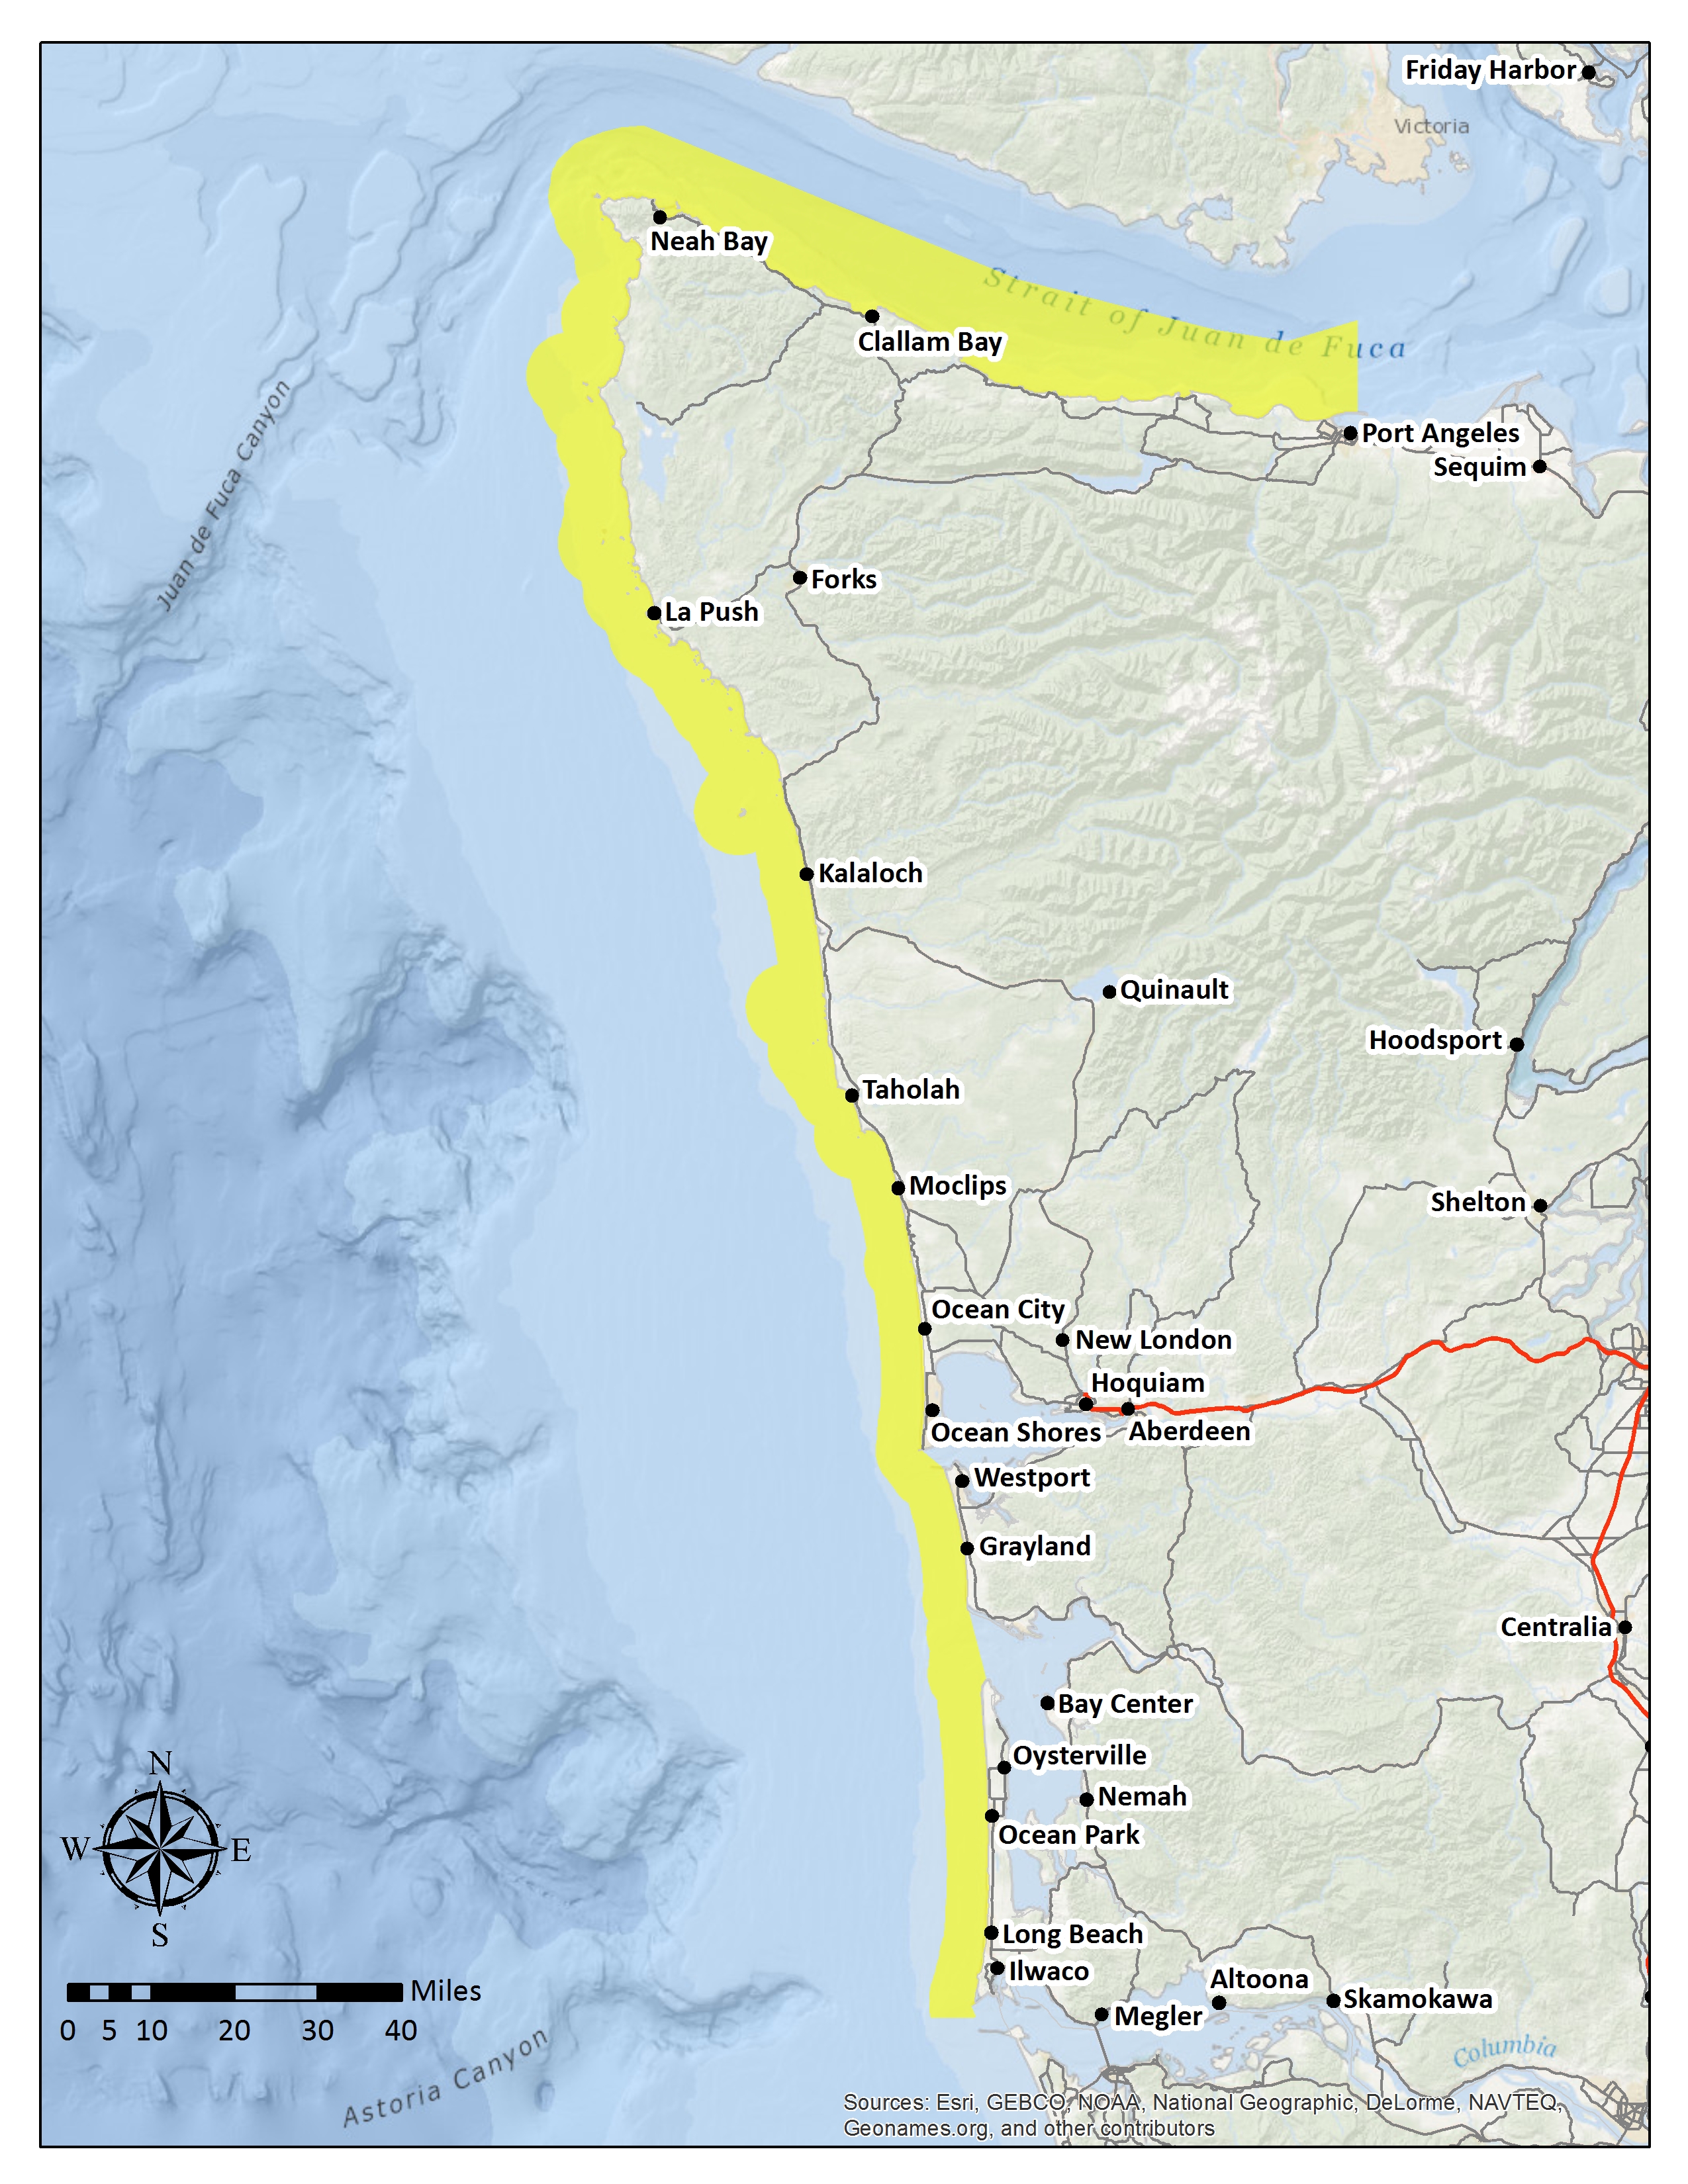 Friday Harbor
Victoria
Neah Bay
Strait of Juan de Fuca
Clallam Bay
Port Angeles
Sequim
Juan de Fuca Canyon
Forks
La Push
Kalaloch
Quinault
Hoodsport
Taholah
Moclips
Shelton
Ocean City
New London
Hoquiam
Ocean Shores
Aberdeen
Westport
Grayland
Centralia
Bay Center
Oysterville
Nemah
Ocean Park
N
W
E
S
Long Beach
Ilwaco
Altoona
Skamokawa
Megler
Miles
0 5 10 20 30 40
Columbia
Astoria Canyon
Sources: Esri, GEBCO, NOAA, National Geographic, DeLorme, NAVTEQ,
Geonames.org, and other contributors